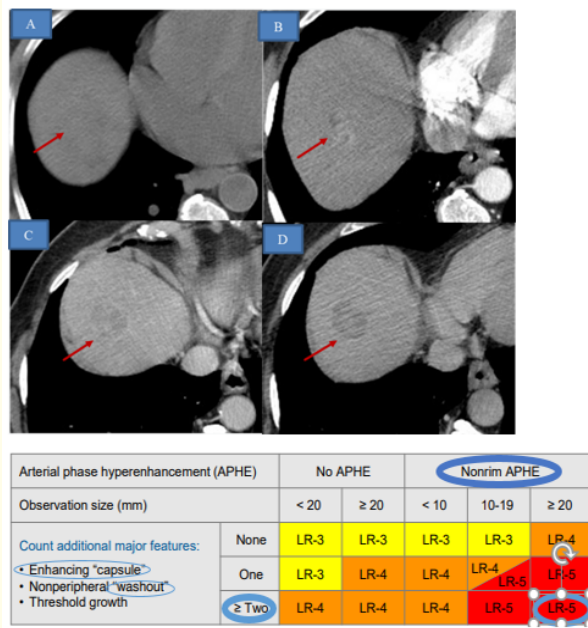 A
B
C
D
Arterial phase hyperenhancement (APHE) No APHE Nonrim APHE
Observation size (mm) < 20 ≥ 20 < 10 10-19 ≥ 20
Count additional major features:
• Enhancing “capsule”
• Nonperipheral “washout”
• Threshold growth
None LR-3 LR-3 LR-3 LR-3 LR-4
One LR-3 LR-4 LR-4 LR-4 LR-5 LR-5
≥ Two LR-4 LR-4 LR-4 LR-5 LR-5